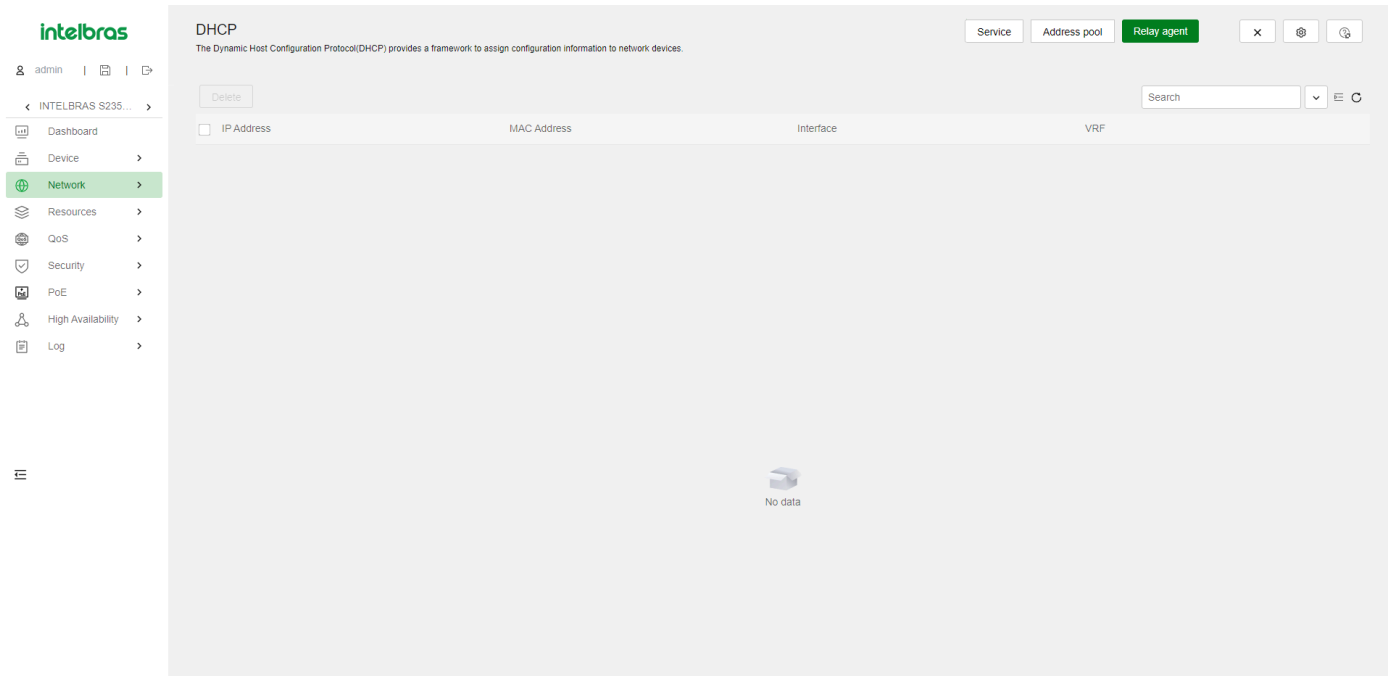 intelbras
admin | |
INTELBRAS S235...
Dashboard
Device
Network
Resources
QoS
Security
PoE
High Availability
Log
DHCP
The Dynamic Host Configuration Protocol(DHCP) provides a framework to assign configuration information to network devices.
Service Address pool Relay agent
Delete
Search
IP Address MAC Address Interface VRF
No data